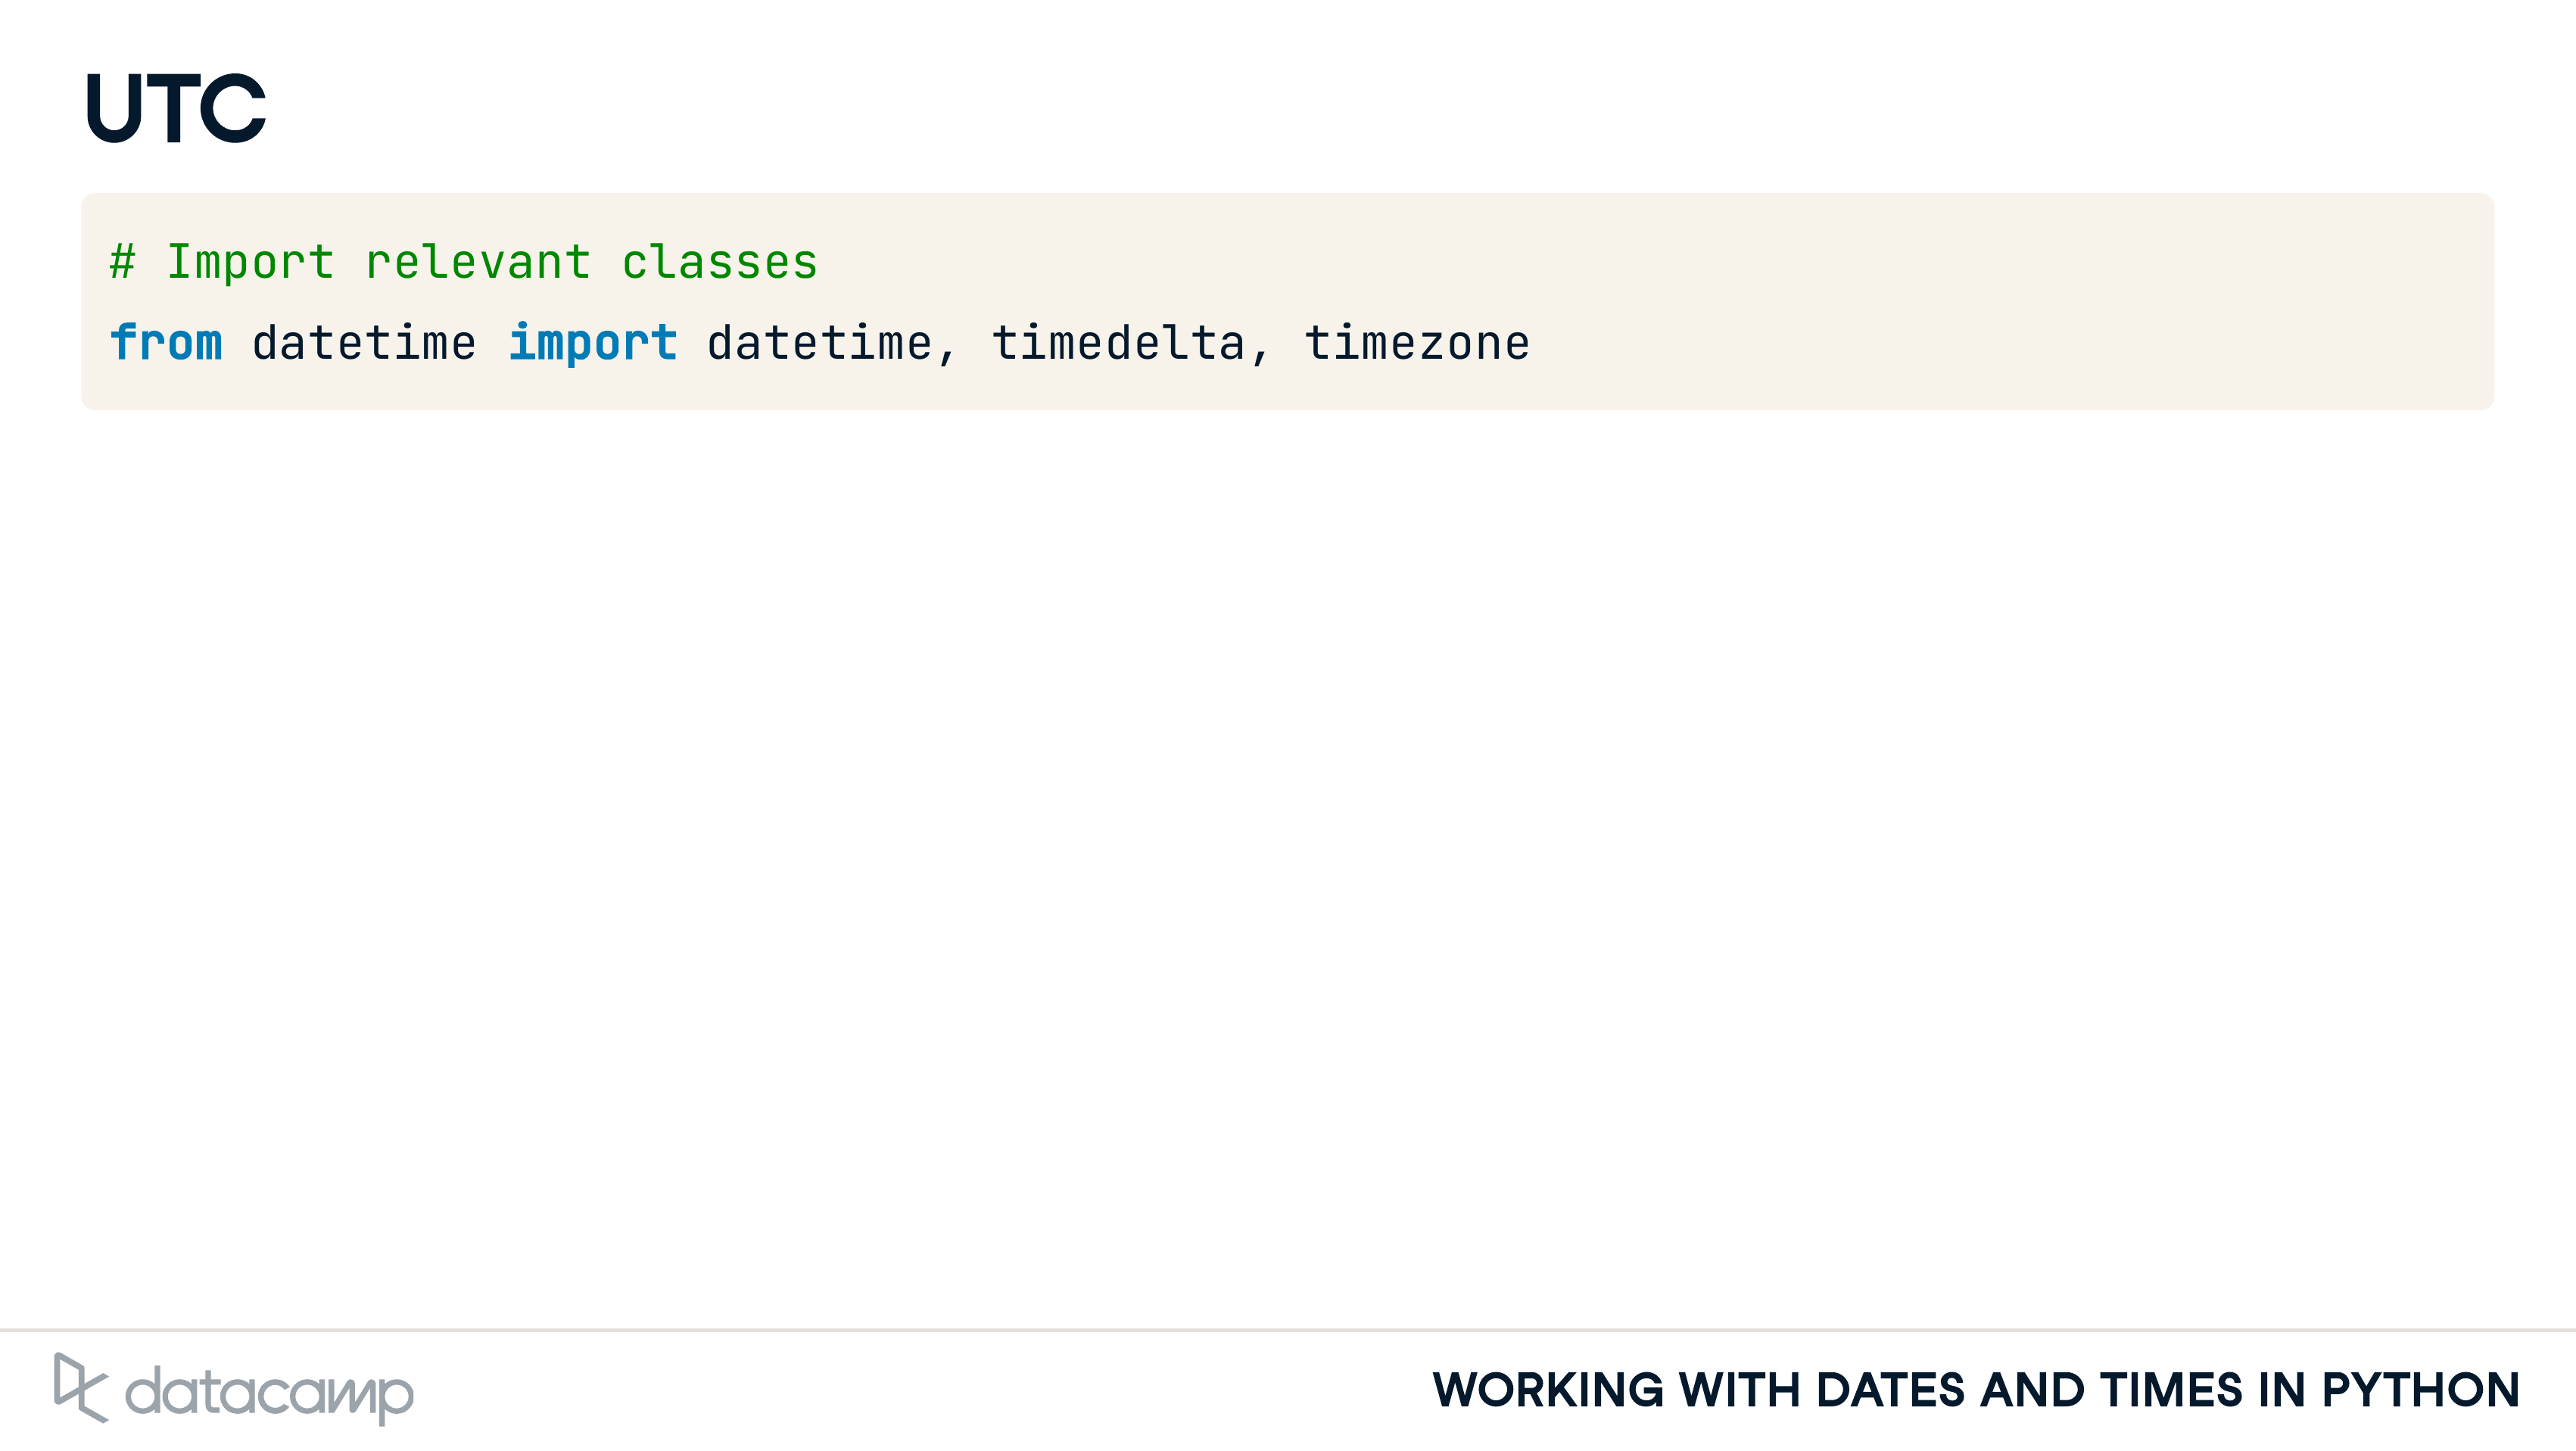 UTC
# Import relevant classes
from datetime import datetime, timedelta, timezone
datacamp
WORKING WITH DATES AND TIMES IN PYTHON